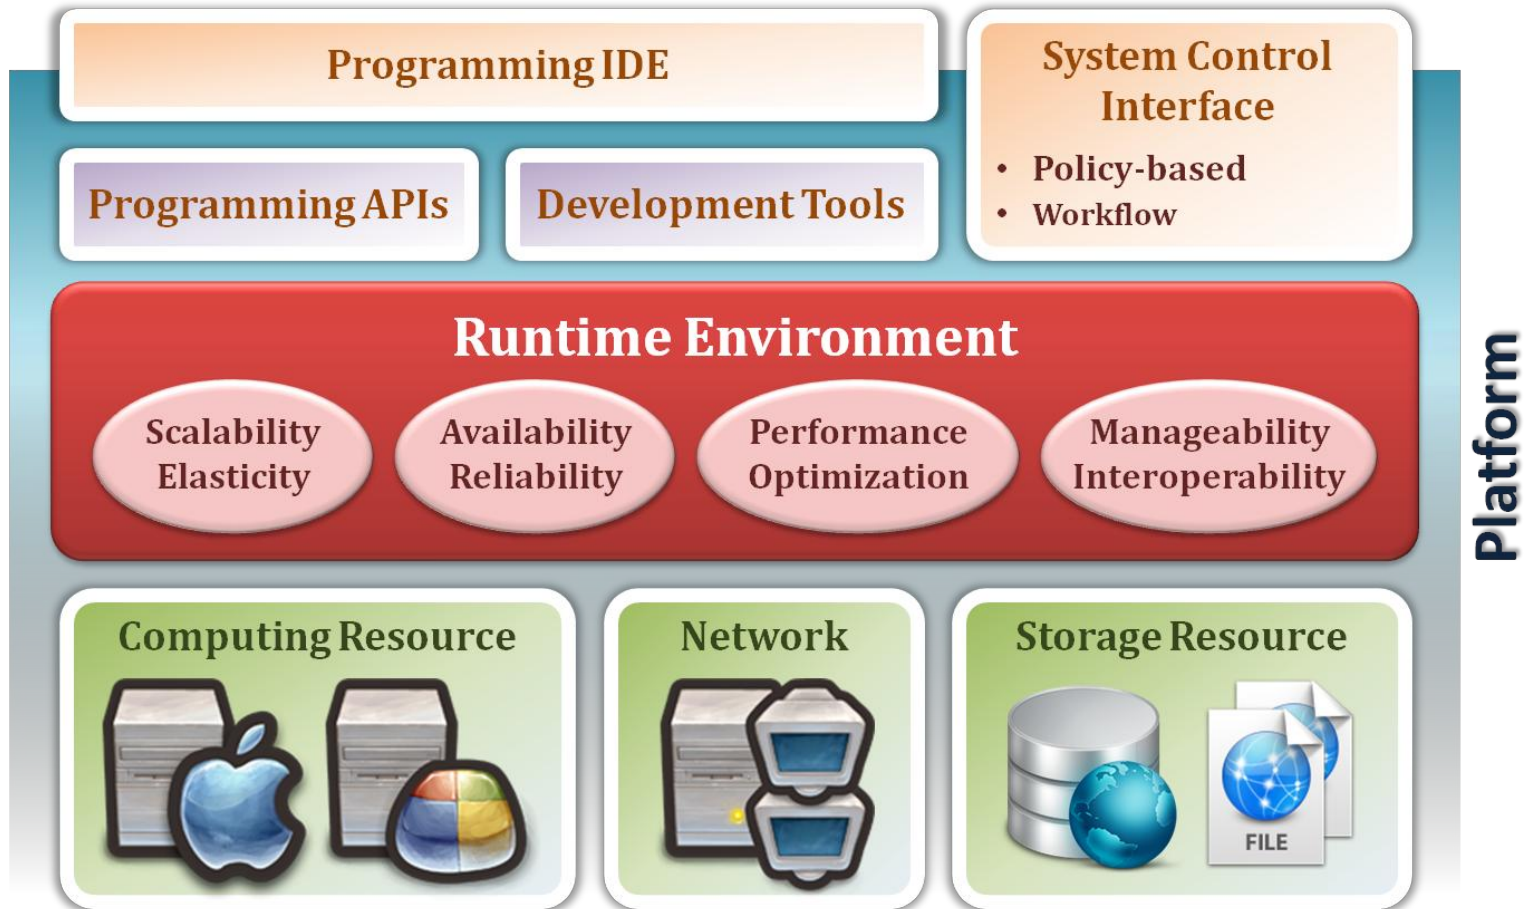 Programming IDE
System Control
Interface
• Policy-based
• Workflow
Programming APIs
Development Tools
Runtime Environment
Scalability
Elasticity
Availability
Reliability
Performance
Optimization
Manageability
Interoperability
Platform
Computing Resource
Network
Storage Resource
FILE